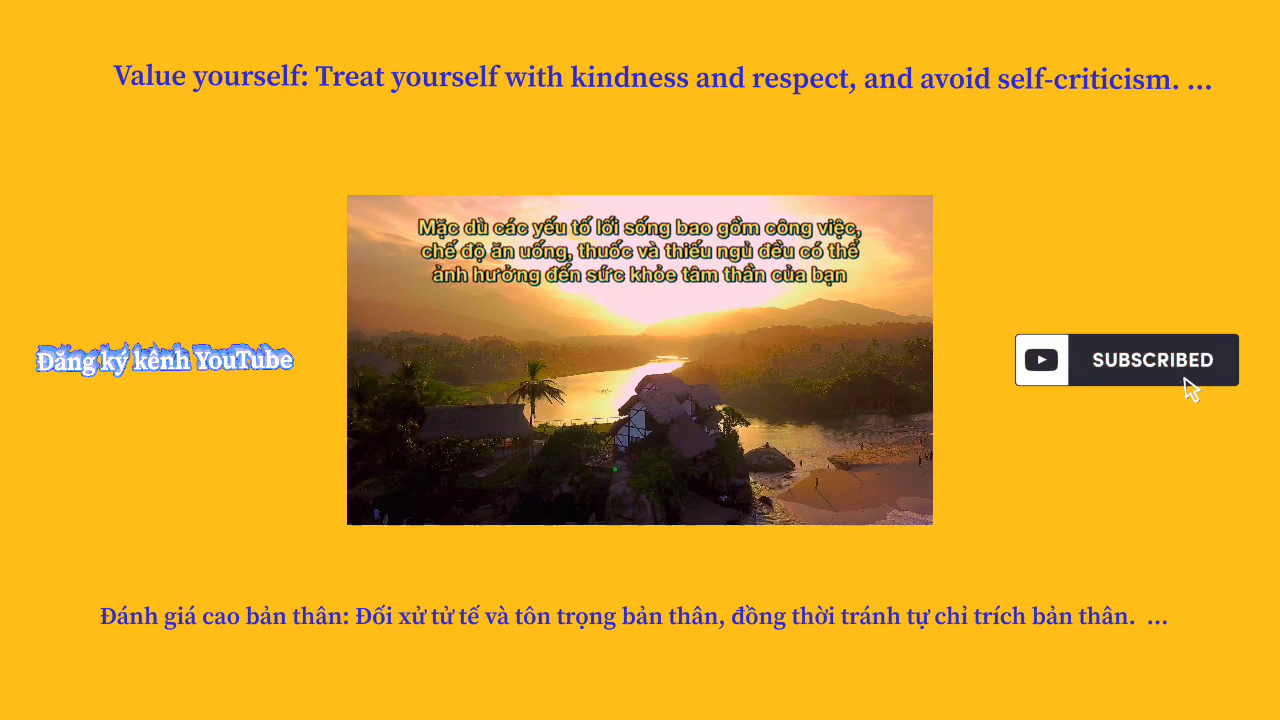 Value yourself: Treat yourself with kindness and respect, and avoid self-criticism. ...
Mặc dù các yếu tố lối sống bao gồm công việc,
chế độ ăn uống, thuốc và thiếu ngủ đều có thể
ảnh hưởng đến sức khỏe tâm thần của bạn
Đăng ký kênh YouTube
SUBSCRIBED
Đánh giá cao bản thân: Đối xử tử tế và tôn trọng bản thân, đồng thời tránh tự chỉ trích bản thân. ...